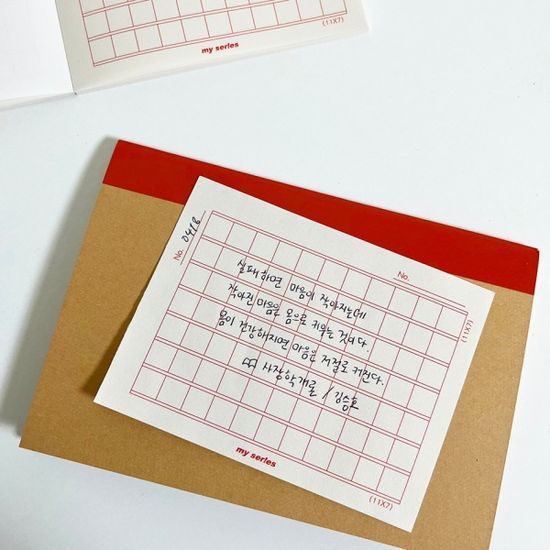 (11X7)
my series
No. 0418
No.
실패하면 마음이 작아지는데
작아진 마음을 몸으로 키우는 것이다.
몸이 건강하지면 마음은 저절로 커진다.
사랑학개론 / 김승호
(11X7)
my series
(11X7)